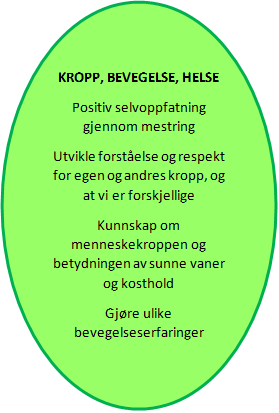 KROPP, BEVEGELSE, HELSE
Positiv selvoppfatning
gjennom mestring
Utvikle forståelse og respekt
for egen og andres kropp, og
at vi er forskjellige
Kunnskap om
menneskekroppen og
betydningen av sunne vaner
og kosthold
Gjøre ulike
bevegelseserfaringer